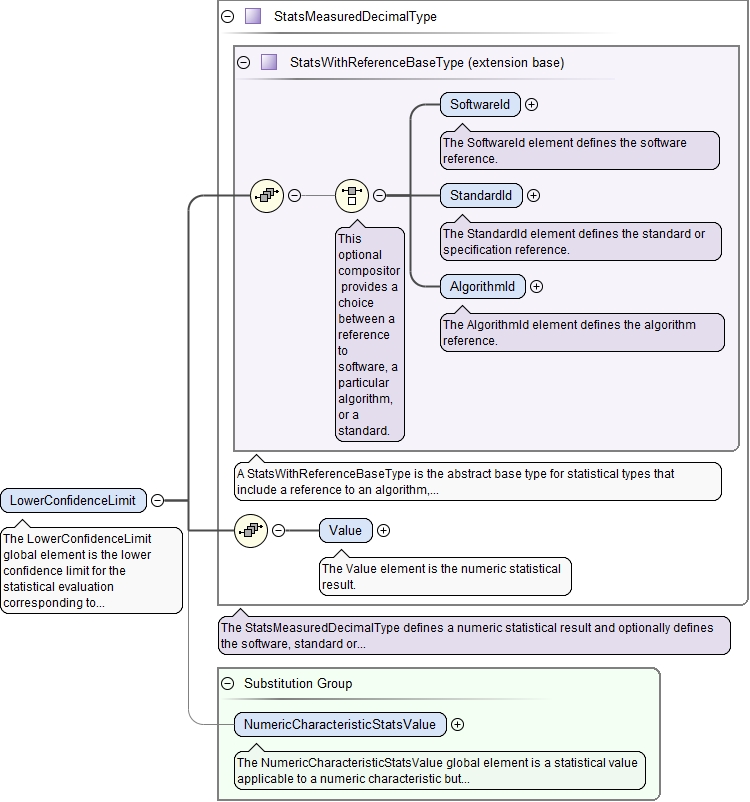 StatsMeasuredDecimalType
StatsWithReferenceBaseType (extension base)
SoftwareId
The SoftwareId element defines the software
reference.
StandardId
The StandardId element defines the standard or
specification reference.
AlgorithmId
The AlgorithmId element defines the algorithm
reference.
This
optional
compositor
provides a
choice
between a
reference
to
software, a
particular
algorithm,
or a
standard.
A StatsWithReferenceBaseType is the abstract base type for statistical types that
include a reference to an algorithm,...
LowerConfidenceLimit
The LowerConfidenceLimit
global element is the lower
confidence limit for the
statistical evaluation
corresponding to...
Value
The Value element is the numeric statistical
result.
The StatsMeasuredDecimalType defines a numeric statistical result and optionally defines
the software, standard or...
Substitution Group
NumericCharacteristicStatsValue
The NumericCharacteristicStatsValue global element is a statistical value
applicable to a numeric characteristic but...